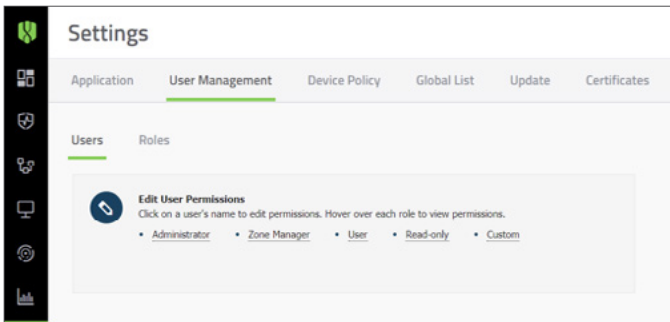 Settings
Application User Management Device Policy Global List Update Certificates
Users Roles
Edit User Permissions
Click on a user's name to edit permissions. Hover over each role to view permissions.
• Administrator • Zone Manager • User • Read-only • Custom